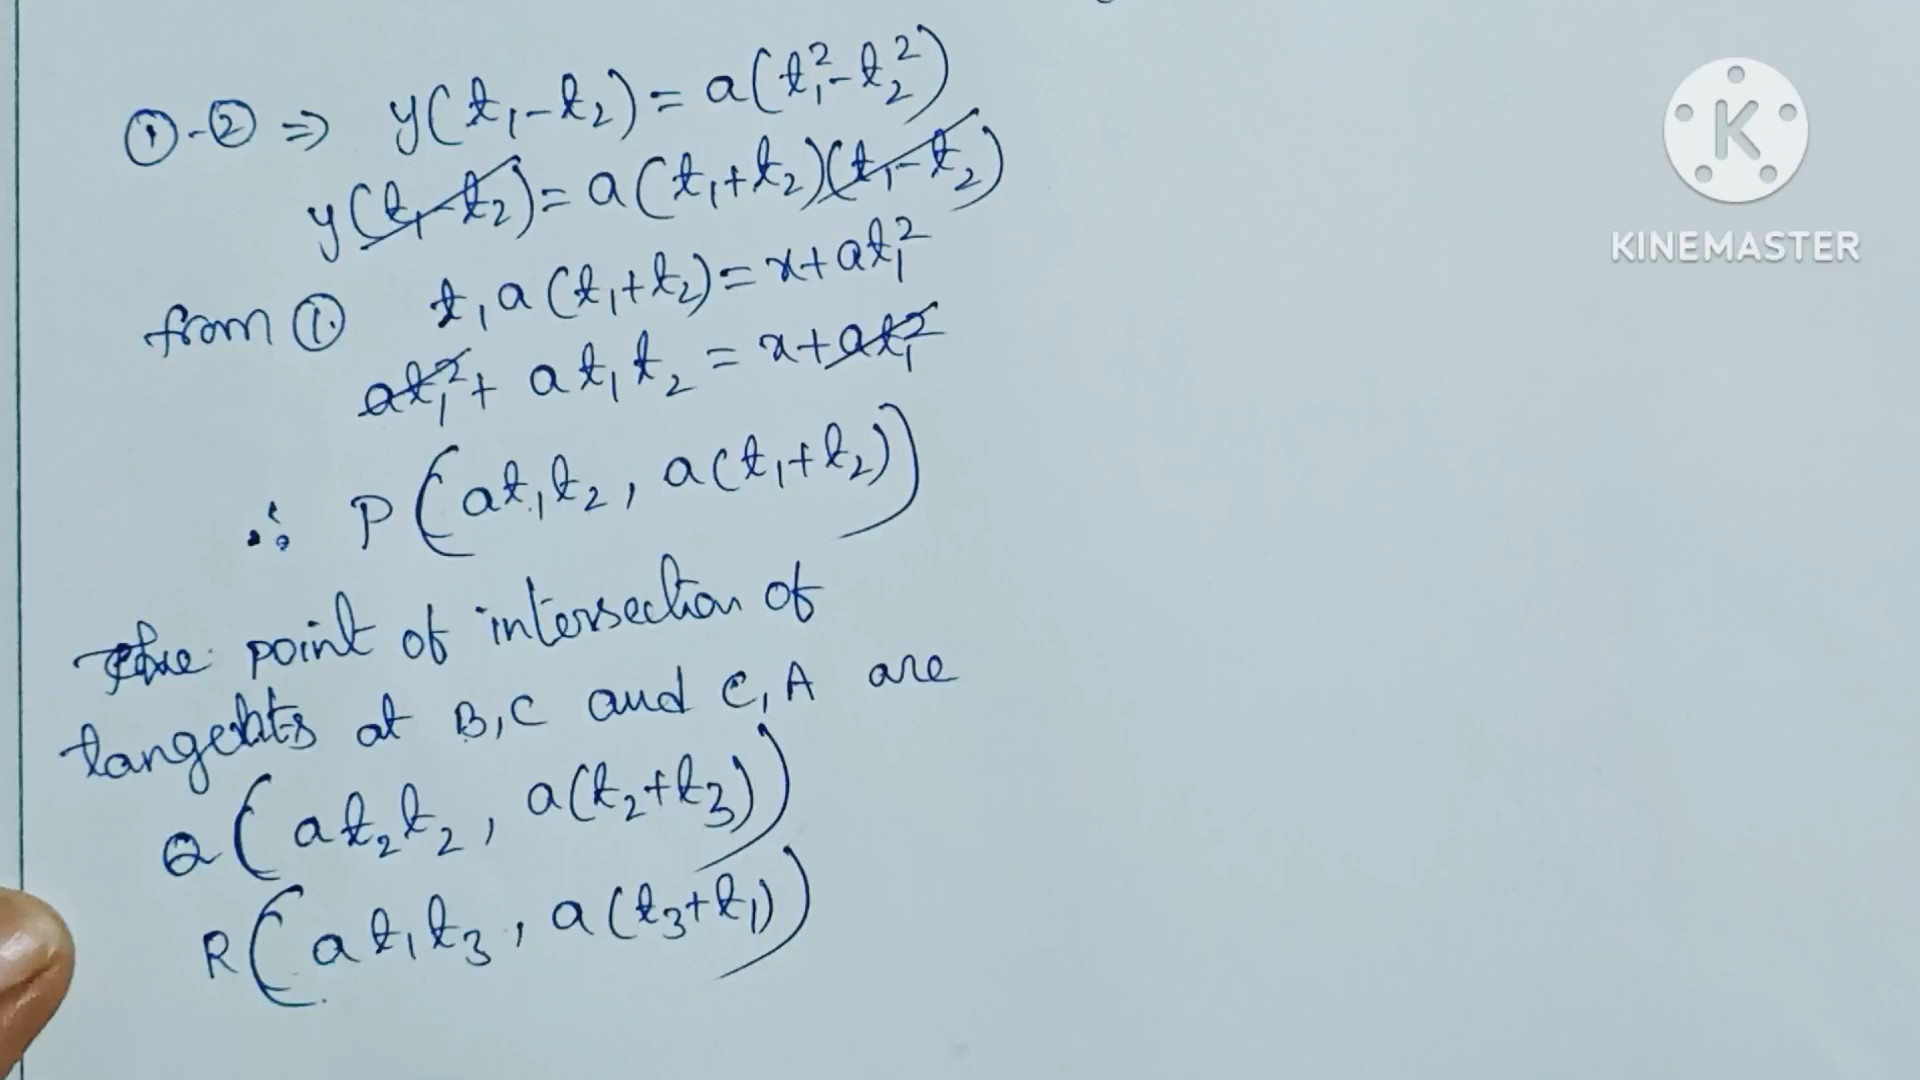 ①-② ⇒ y(t₁-t₂) = a(t₁²-t₂²)
y(t₁-t₂) = a(t₁+t₂)(t₁-t₂)
from ① t₁a(t₁+t₂) = x+at₁²
at₁²+ at₁t₂ = x+at₁²
∴ P(at₁t₂, a(t₁+t₂))
The point of intersection of
tangents at B,C and C,A are
Q(at₂t₂, a(t₂+t₃))
R(at₁t₃, a(t₃+t₁))
K
KINEMASTER